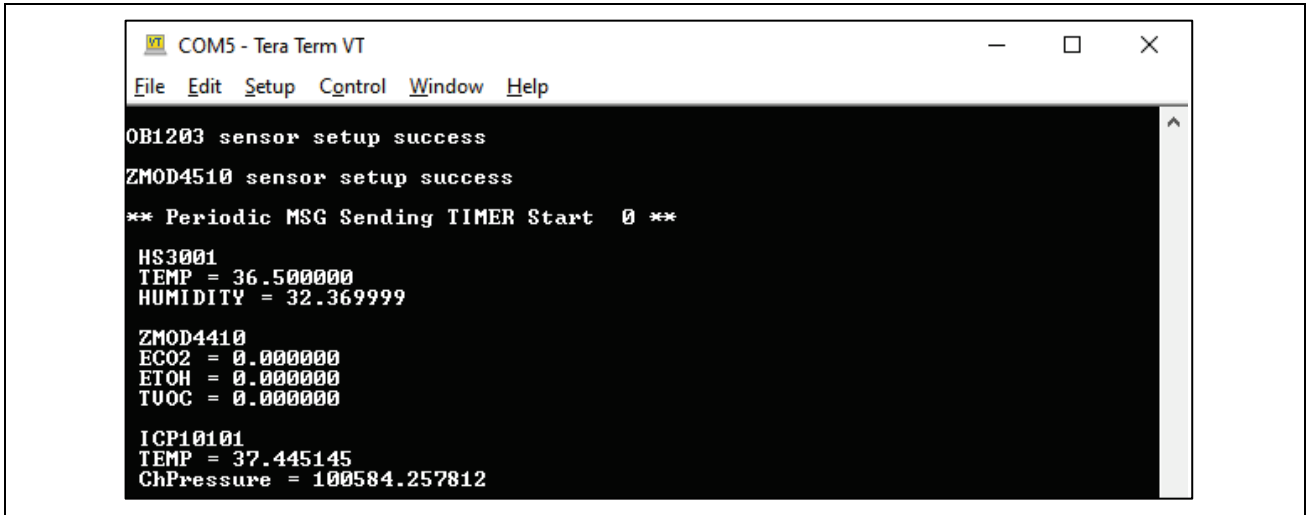 VT COM5 - Tera Term VT
File Edit Setup Control Window Help
OB1203 sensor setup success
ZMOD4510 sensor setup success
** Periodic MSG Sending TIMER Start 0 **
HS3001
TEMP = 36.500000
HUMIDITY = 32.369999
ZMOD4410
ECO2 = 0.000000
ETOH = 0.000000
TVOC = 0.000000
ICP10101
TEMP = 37.445145
ChPressure = 100584.257812